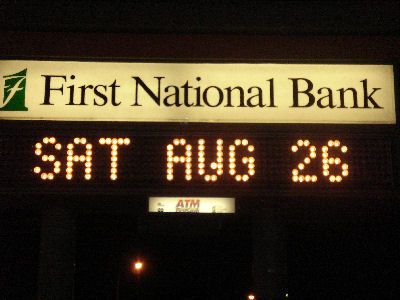 First National Bank
SAT AUG 26
ATM